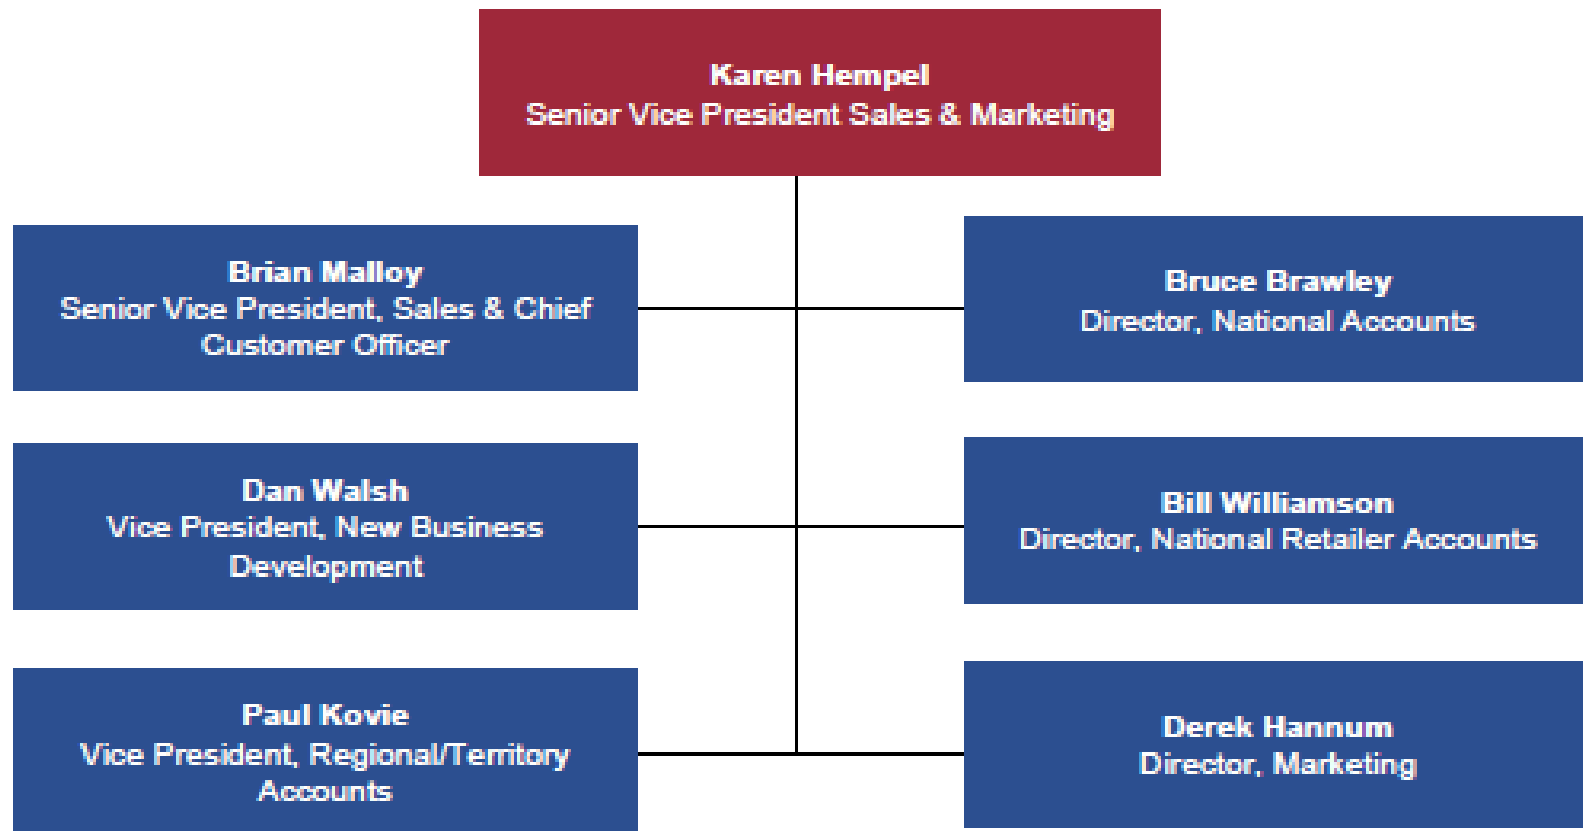 Karen Hempel
Senior Vice President Sales & Marketing
Brian Malloy
Senior Vice President, Sales & Chief
Customer Officer
Bruce Brawley
Director, National Accounts
Dan Walsh
Vice President, New Business
Development
Bill Williamson
Director, National Retailer Accounts
Paul Kovie
Vice President, Regional/Territory
Accounts
Derek Hannum
Director, Marketing